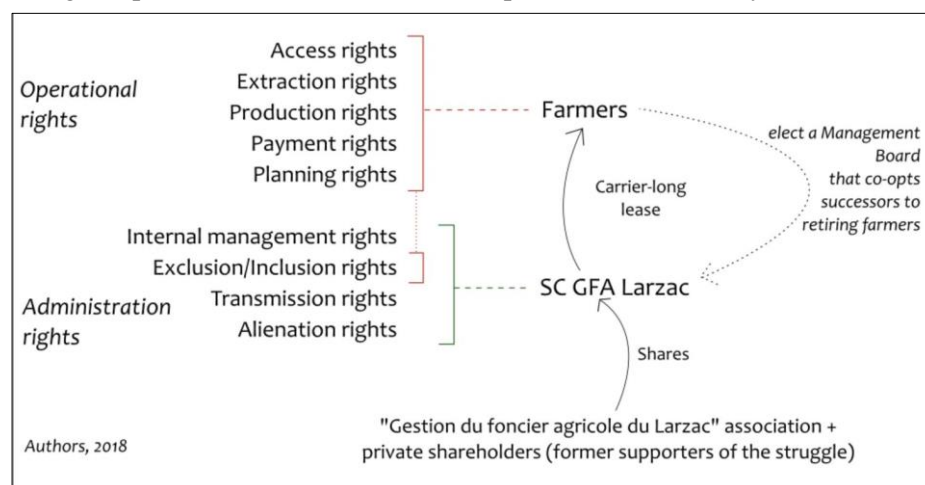 Operational
rights
Access rights
Extraction rights
Production rights
Payment rights
Planning rights
Farmers
elect a Management
Board
that co-opts
successors to
retiring farmers
Carrier-long
lease
Administration
rights
Internal management rights
Exclusion/Inclusion rights
Transmission rights
Alienation rights
SC GFA Larzac
Shares
"Gestion du foncier agricole du Larzac" association +
private shareholders (former supporters of the struggle)
Authors, 2018